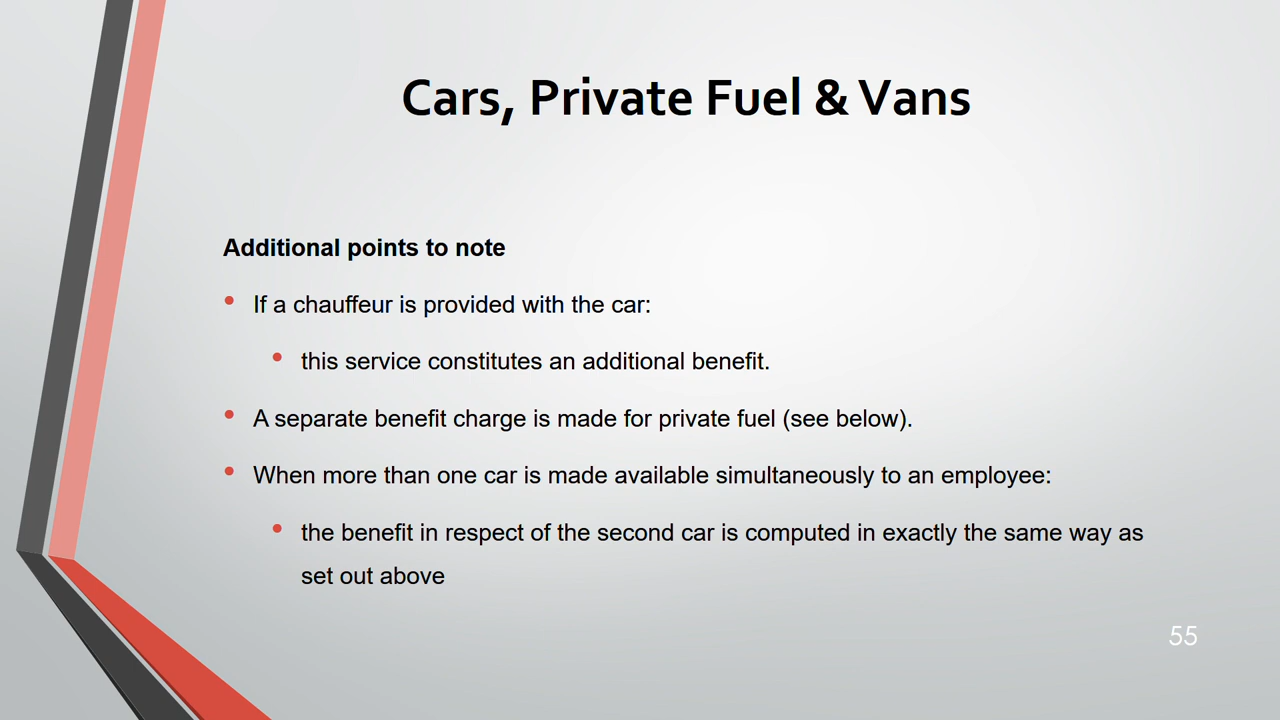 Cars, Private Fuel & Vans
Additional points to note
• If a chauffeur is provided with the car:
• this service constitutes an additional benefit.
• A separate benefit charge is made for private fuel (see below).
• When more than one car is made available simultaneously to an employee:
• the benefit in respect of the second car is computed in exactly the same way as
set out above
55